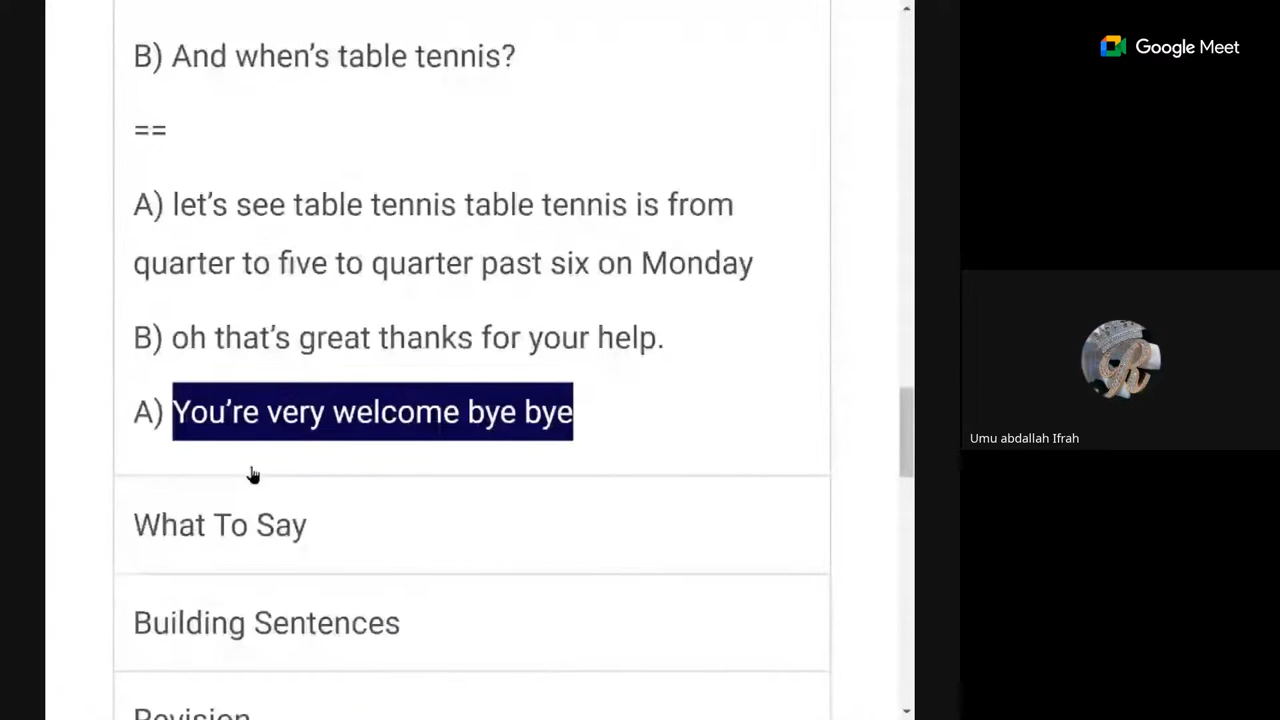 B) And when's table tennis?
==
A) let's see table tennis table tennis is from
quarter to five to quarter past six on Monday
B) oh that's great thanks for your help.
A) You're very welcome bye bye
What To Say
Building Sentences
Revision
Google Meet
Umu abdallah Ifrah